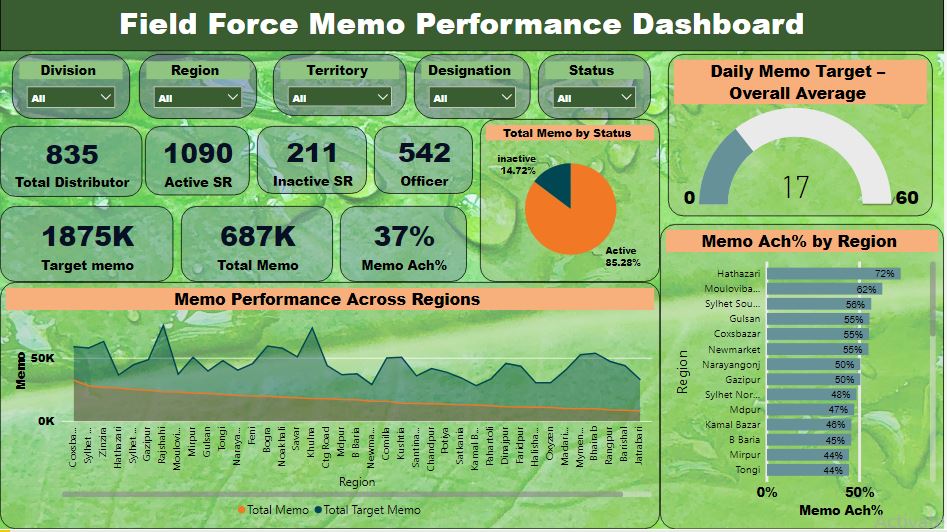 Field Force Memo Performance Dashboard
Division
All
Region
All
Territory
All
Designation
All
Status
All
835
Total Distributor
1090
Active SR
211
Inactive SR
542
Officer
1875K
Target memo
687K
Total Memo
37%
Memo Ach%
Total Memo by Status
inactive
14.72%
Active
85.28%
Daily Memo Target –
Overall Average
0
17
60
Memo Performance Across Regions
Memo
50K
0K
Coxsba...
Sylhet ...
Zinzira
Hathazari
Sylhet ...
Gazipur
Rajshahi
Moulovi...
Mirpur
Gulsan
Tongi
Naraya...
Feni
Bogra
Noakhali
Savar
Khulna
Ctg Road
Mdpur
B Baria
Newma...
Comilla
Kushtia
Santina...
Chandpur
Potiya
Satkania
Kamal B...
Pahartoli
Dinajpur
Faridpur
Halisha...
Oxyzen
Madari...
Mymen...
Bhairab
Rangpur
Barishal
Jatrabari
Region
Total Memo
Total Target Memo
Memo Ach% by Region
Region
Hathazari 72%
Mouloviba... 62%
Sylhet Sou... 56%
Gulsan 55%
Coxsbazar 55%
Newmarket 55%
Narayangonj 50%
Gazipur 50%
Sylhet Nor... 48%
Mdpur 47%
Kamal Bazar 46%
B Baria 45%
Mirpur 44%
Tongi 44%
0% 50%
Memo Ach%